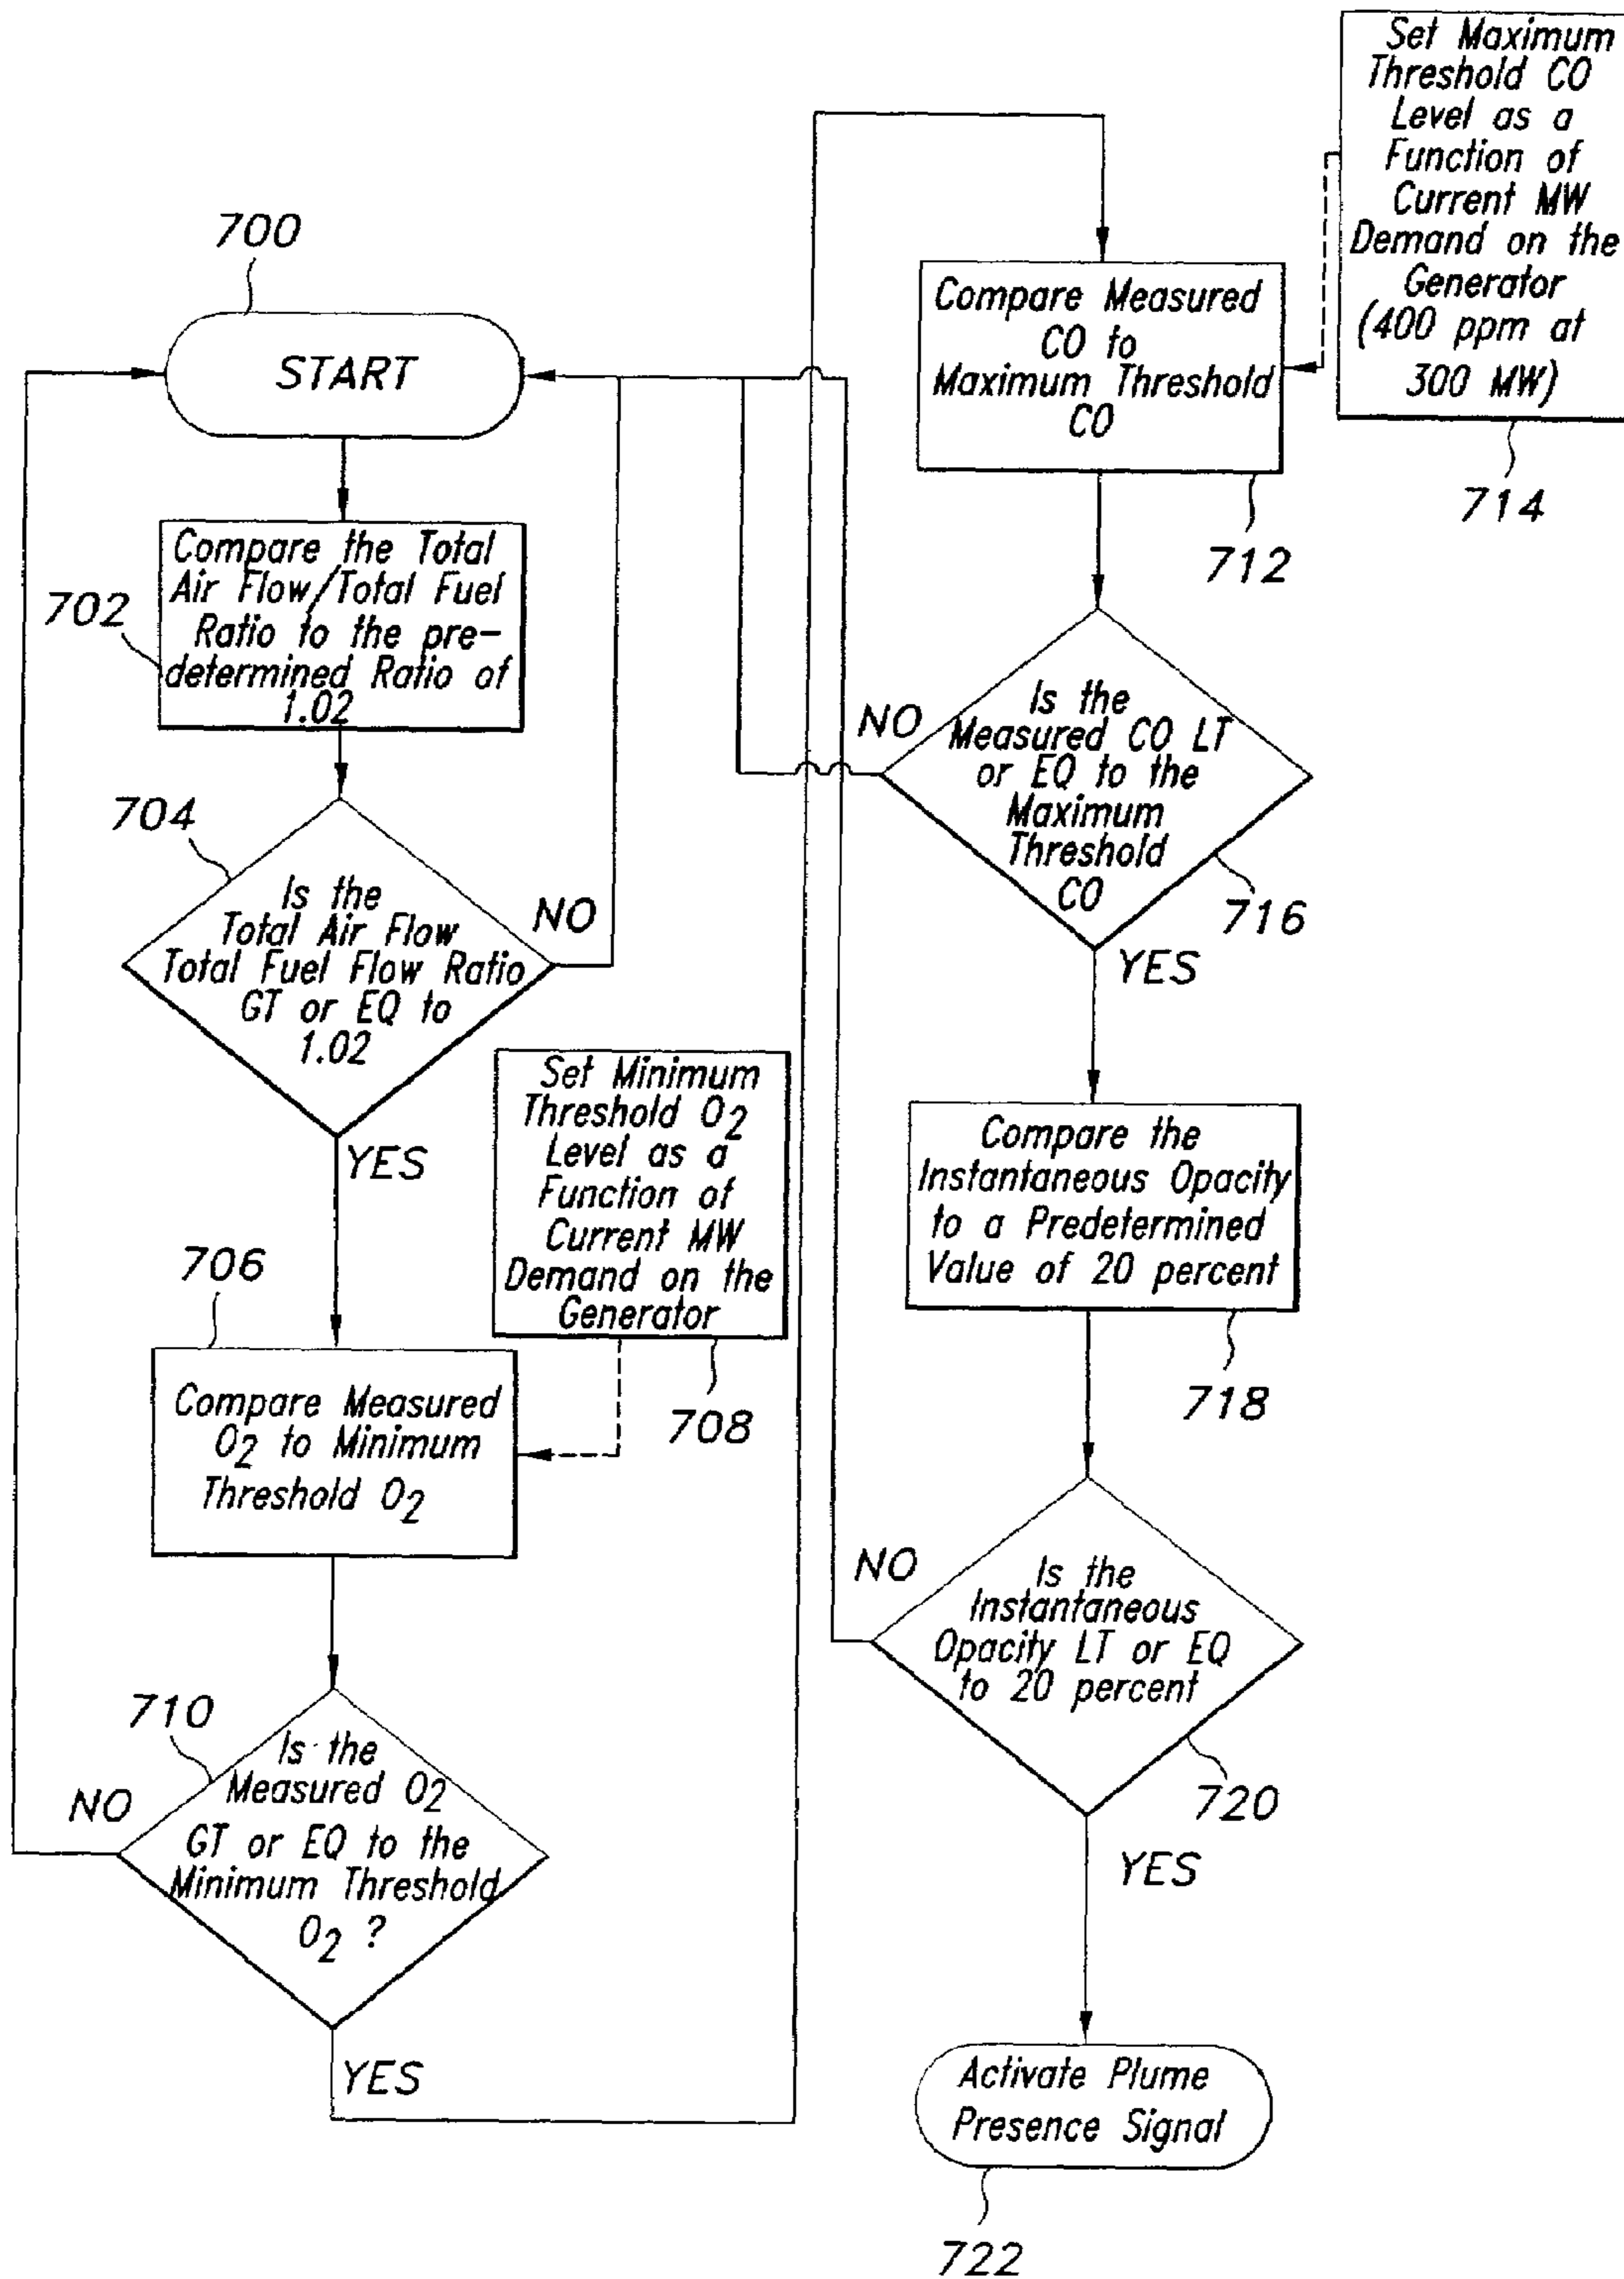 700
START
702
Compare the Total
Air Flow/Total Fuel
Ratio to the pre-
determined Ratio of
1.02
704
Is the
Total Air Flow
Total Fuel Flow Ratio
GT or EQ to
1.02
NO
YES
Set Minimum
Threshold O2
Level as a
Function of
Current MW
Demand on the
Generator
708
706
Compare Measured
O2 to Minimum
Threshold O2
710
Is the
Measured O2
GT or EQ to the
Minimum Threshold
O2 ?
NO
YES
Set Maximum
Threshold CO
Level as a
Function of
Current MW
Demand on the
Generator
(400 ppm at
300 MW)
714
Compare Measured
CO to
Maximum Threshold
CO
712
Is the
Measured CO LT
or EQ to the
Maximum
Threshold
CO
NO
716
YES
Compare the
Instantaneous Opacity
to a Predetermined
Value of 20 percent
718
Is the
Instantaneous
Opacity LT or EQ
to 20 percent
NO
720
YES
Activate Plume
Presence Signal
722